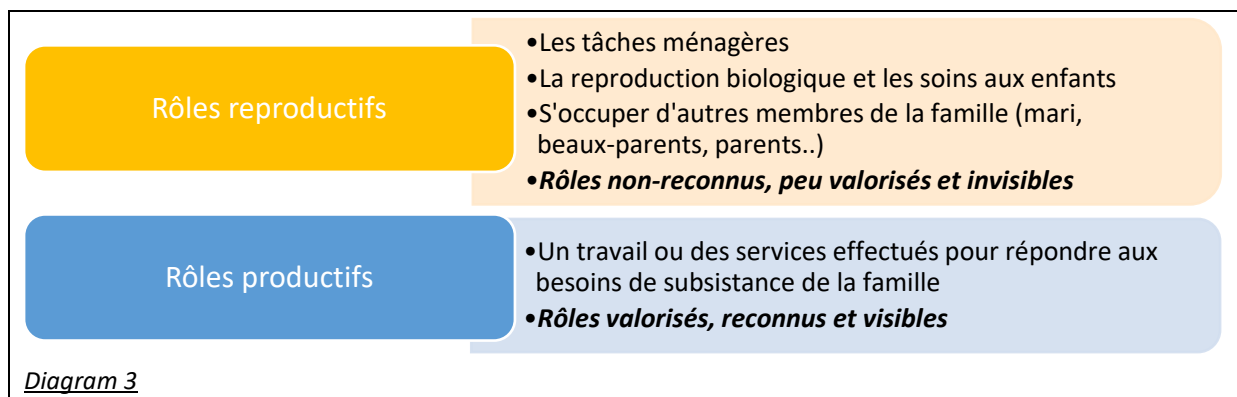 Rôles reproductifs
•Les tâches ménagères
•La reproduction biologique et les soins aux enfants
•S'occuper d'autres membres de la famille (mari,
beaux-parents, parents..)
•Rôles non-reconnus, peu valorisés et invisibles
Rôles productifs
•Un travail ou des services effectués pour répondre aux
besoins de subsistance de la famille
•Rôles valorisés, reconnus et visibles
Diagram 3